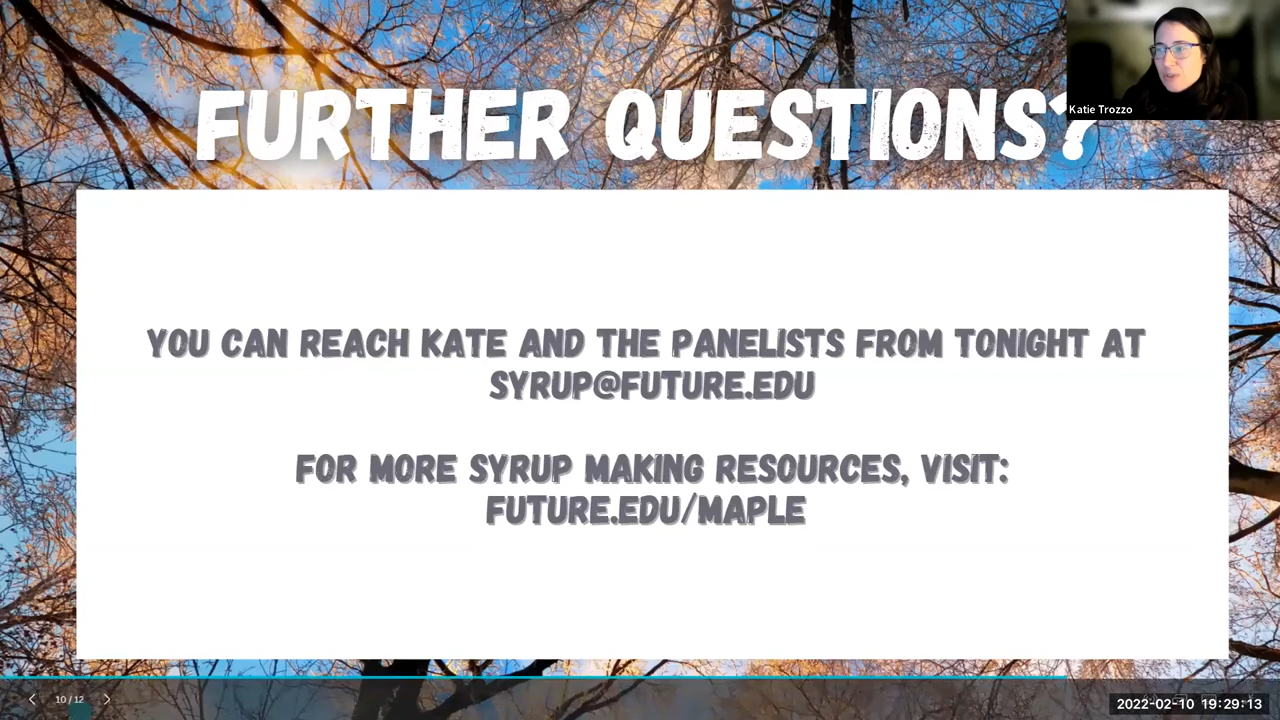 FURTHER QUESTIONS?
Katie Trozzo
YOU CAN REACH KATE AND THE PANELISTS FROM TONIGHT AT
SYRUP@FUTURE.EDU
FOR MORE SYRUP MAKING RESOURCES, VISIT:
FUTURE.EDU/MAPLE
10 / 12
2022-02-10 19:29:13